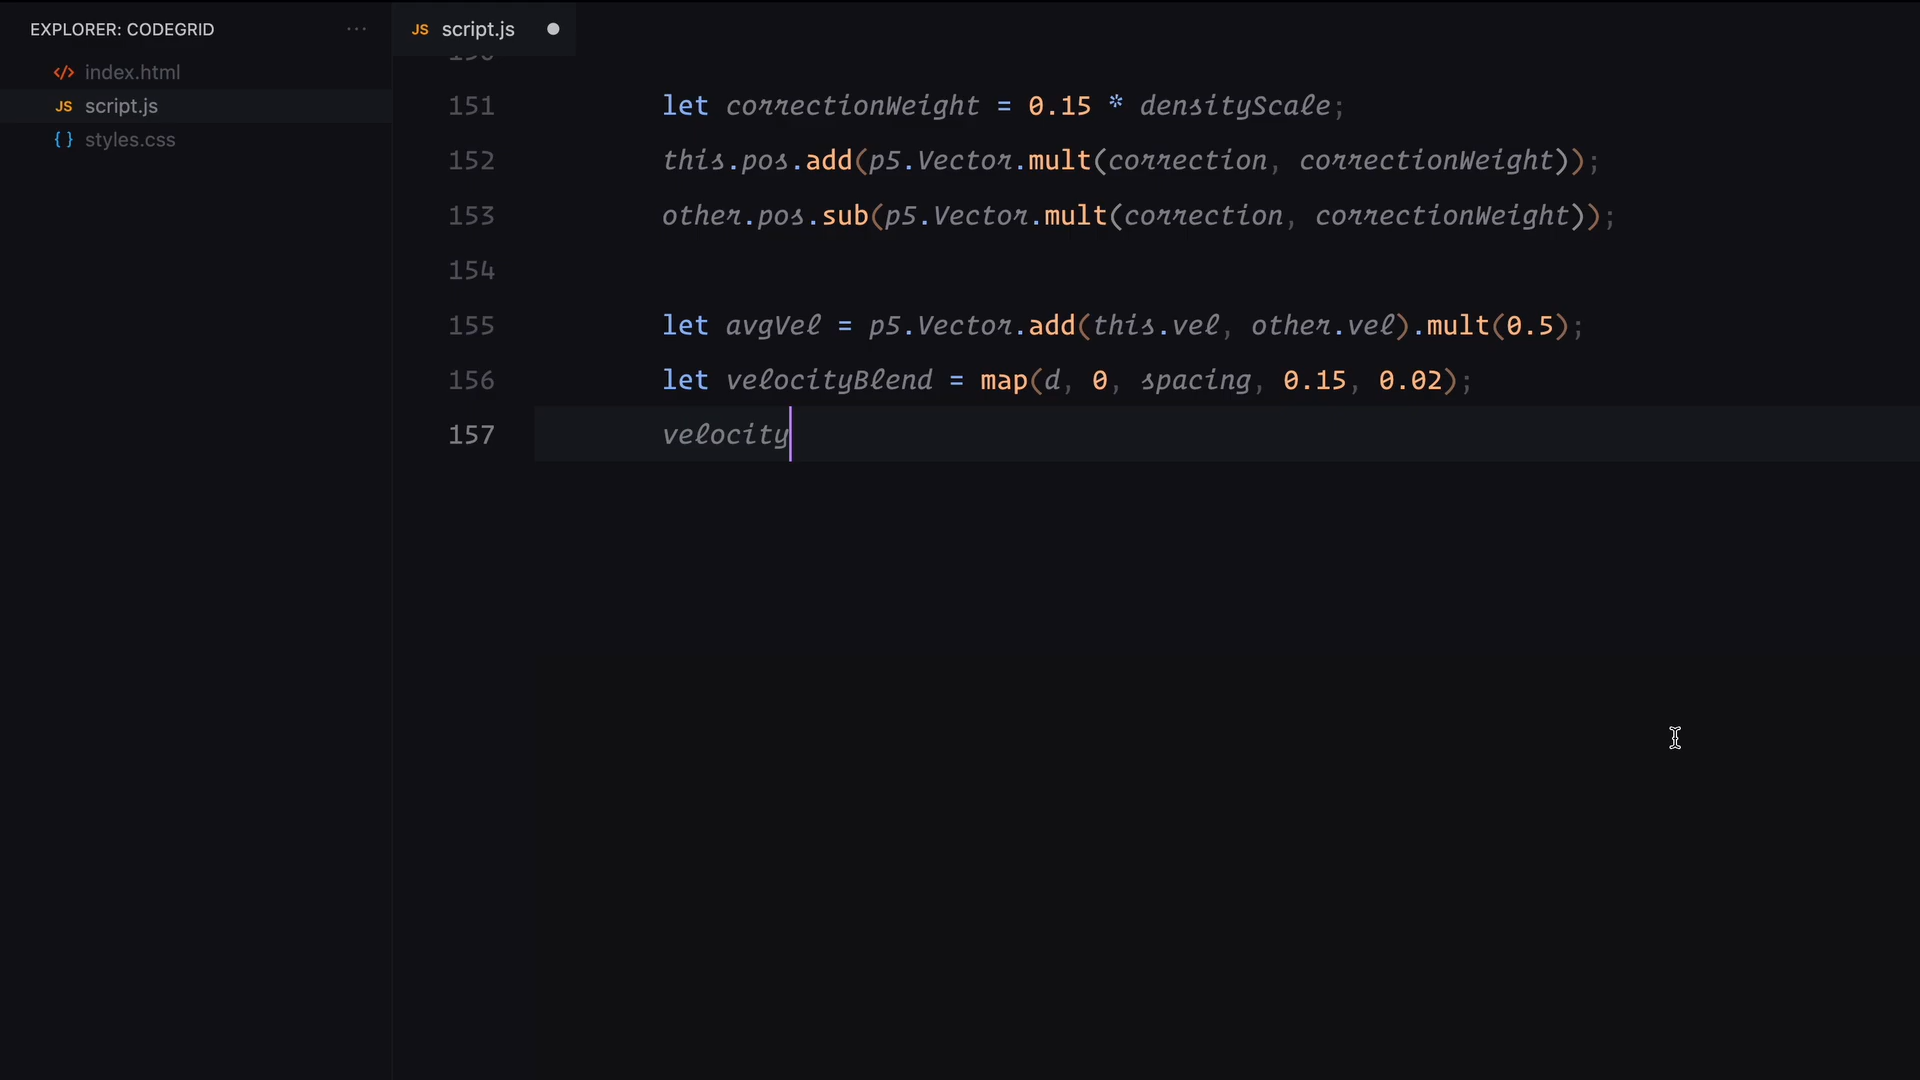 EXPLORER: CODEGRID ...
</> index.html
JS script.js
{ } styles.css
JS script.js
151 let correctionWeight = 0.15 * densityScale;
152 this.pos.add(p5.Vector.mult(correction, correctionWeight));
153 other.pos.sub(p5.Vector.mult(correction, correctionWeight));
154
155 let avgVel = p5.Vector.add(this.vel, other.vel).mult(0.5);
156 let velocityBlend = map(d, 0, spacing, 0.15, 0.02);
157 velocity